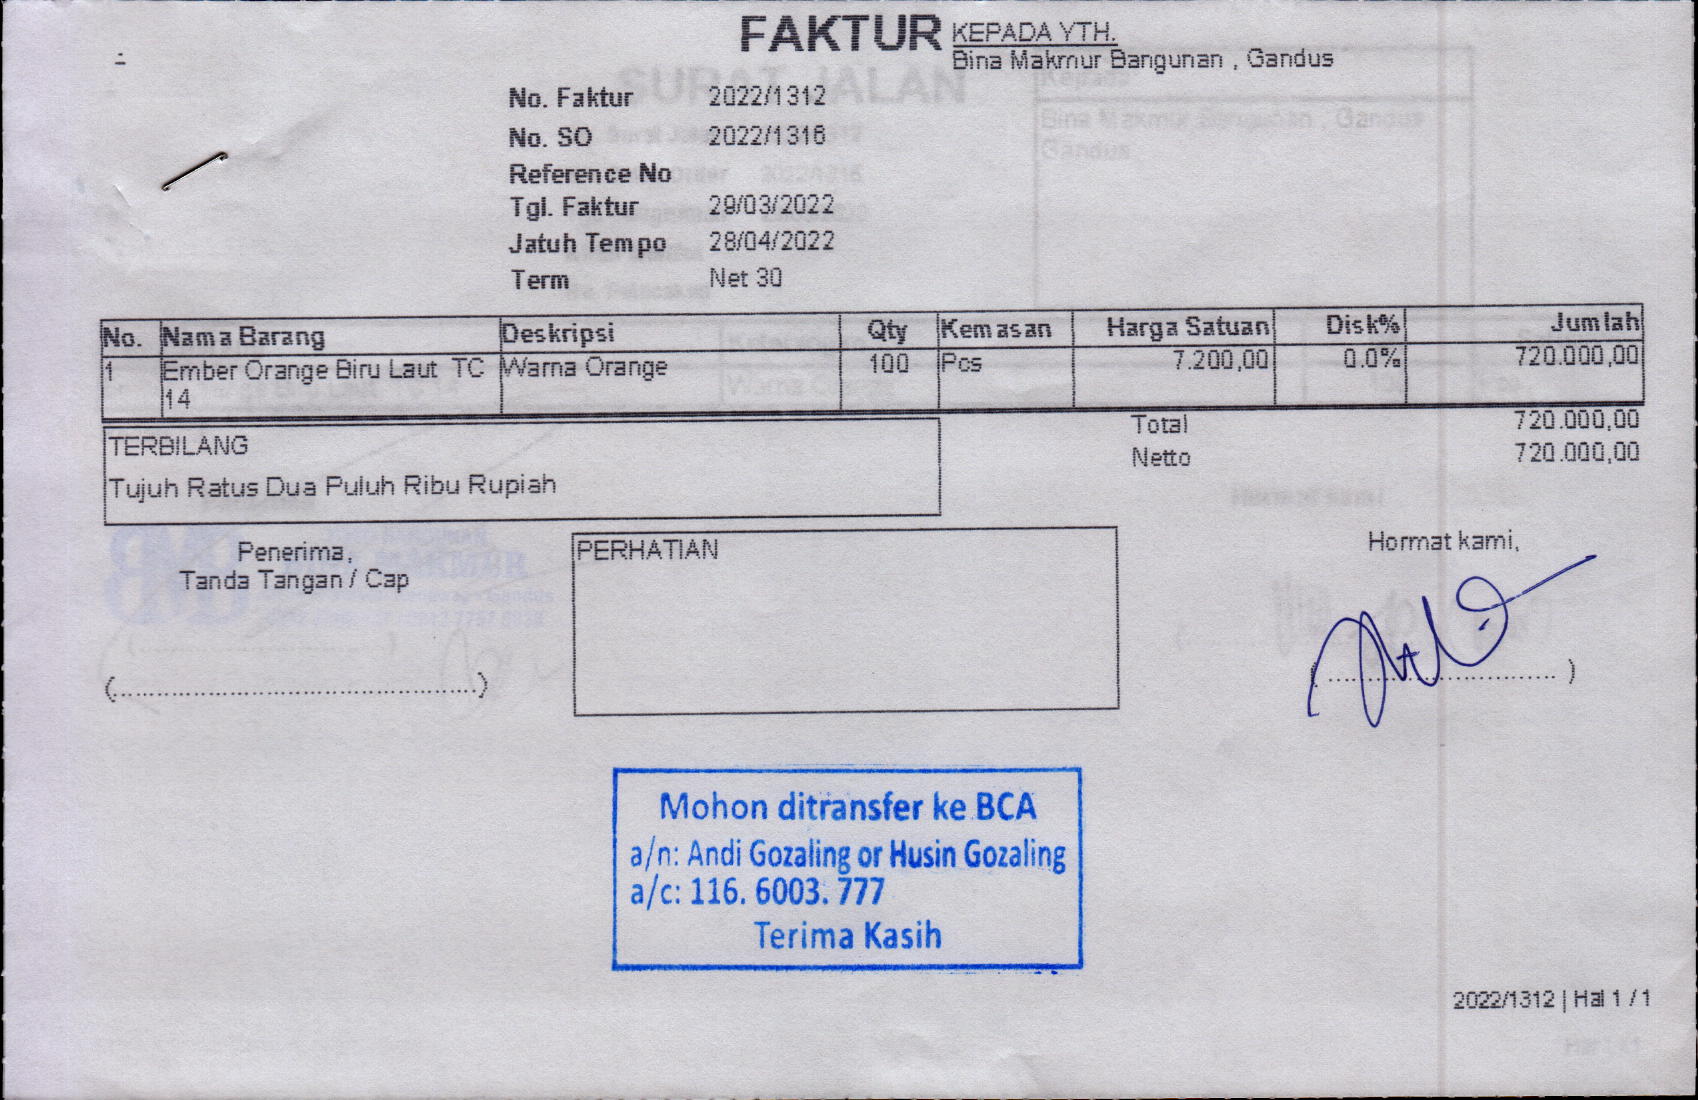 FAKTUR
KEPADA YTH.
Bina Makmur Bangunan , Gandus
No. Faktur 2022/1312
No. SO 2022/1316
Reference No
Tgl. Faktur 29/03/2022
Jatuh Tempo 28/04/2022
Term Net 30
No. Nama Barang Deskripsi Qty Kemasan Harga Satuan Disk% Jumlah
1 Ember Orange Biru Laut TC Warna Orange 100 Pcs 7.200,00 0.0% 720.000,00
14
Total 720.000,00
Netto 720.000,00
TERBILANG
Tujuh Ratus Dua Puluh Ribu Rupiah
Penerima,
Tanda Tangan / Cap
(..........................................................)
PERHATIAN
Hormat kami,
( ..................................... )
Mohon ditransfer ke BCA
a/n: Andi Gozaling or Husin Gozaling
a/c: 116. 6003. 777
Terima Kasih
2022/1312 | Hal 1 / 1